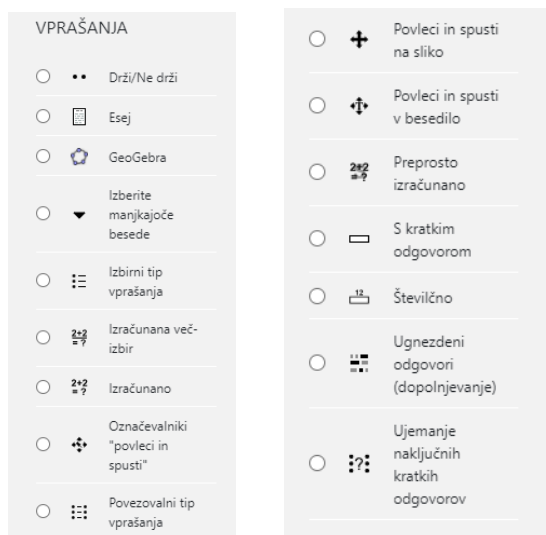 VPRAŠANJA
Drži/Ne drži
Esej
GeoGebra
Izberite
manjkajoče
besede
Izbirni tip
vprašanja
2+2
= ?
Izračunana več-
izbir
2+2
= ?
Izračunano
Označevalniki
"povleci in
spusti"
Povezovalni tip
vprašanja
Povleci in spusti
na sliko
Povleci in spusti
v besedilo
2+2
= ?
Preprosto
izračunano
S kratkim
odgovorom
12
Številčno
Ugnezdeni
odgovori
(dopolnjevanje)
?
Ujemanje
naključnih
kratkih
odgovorov